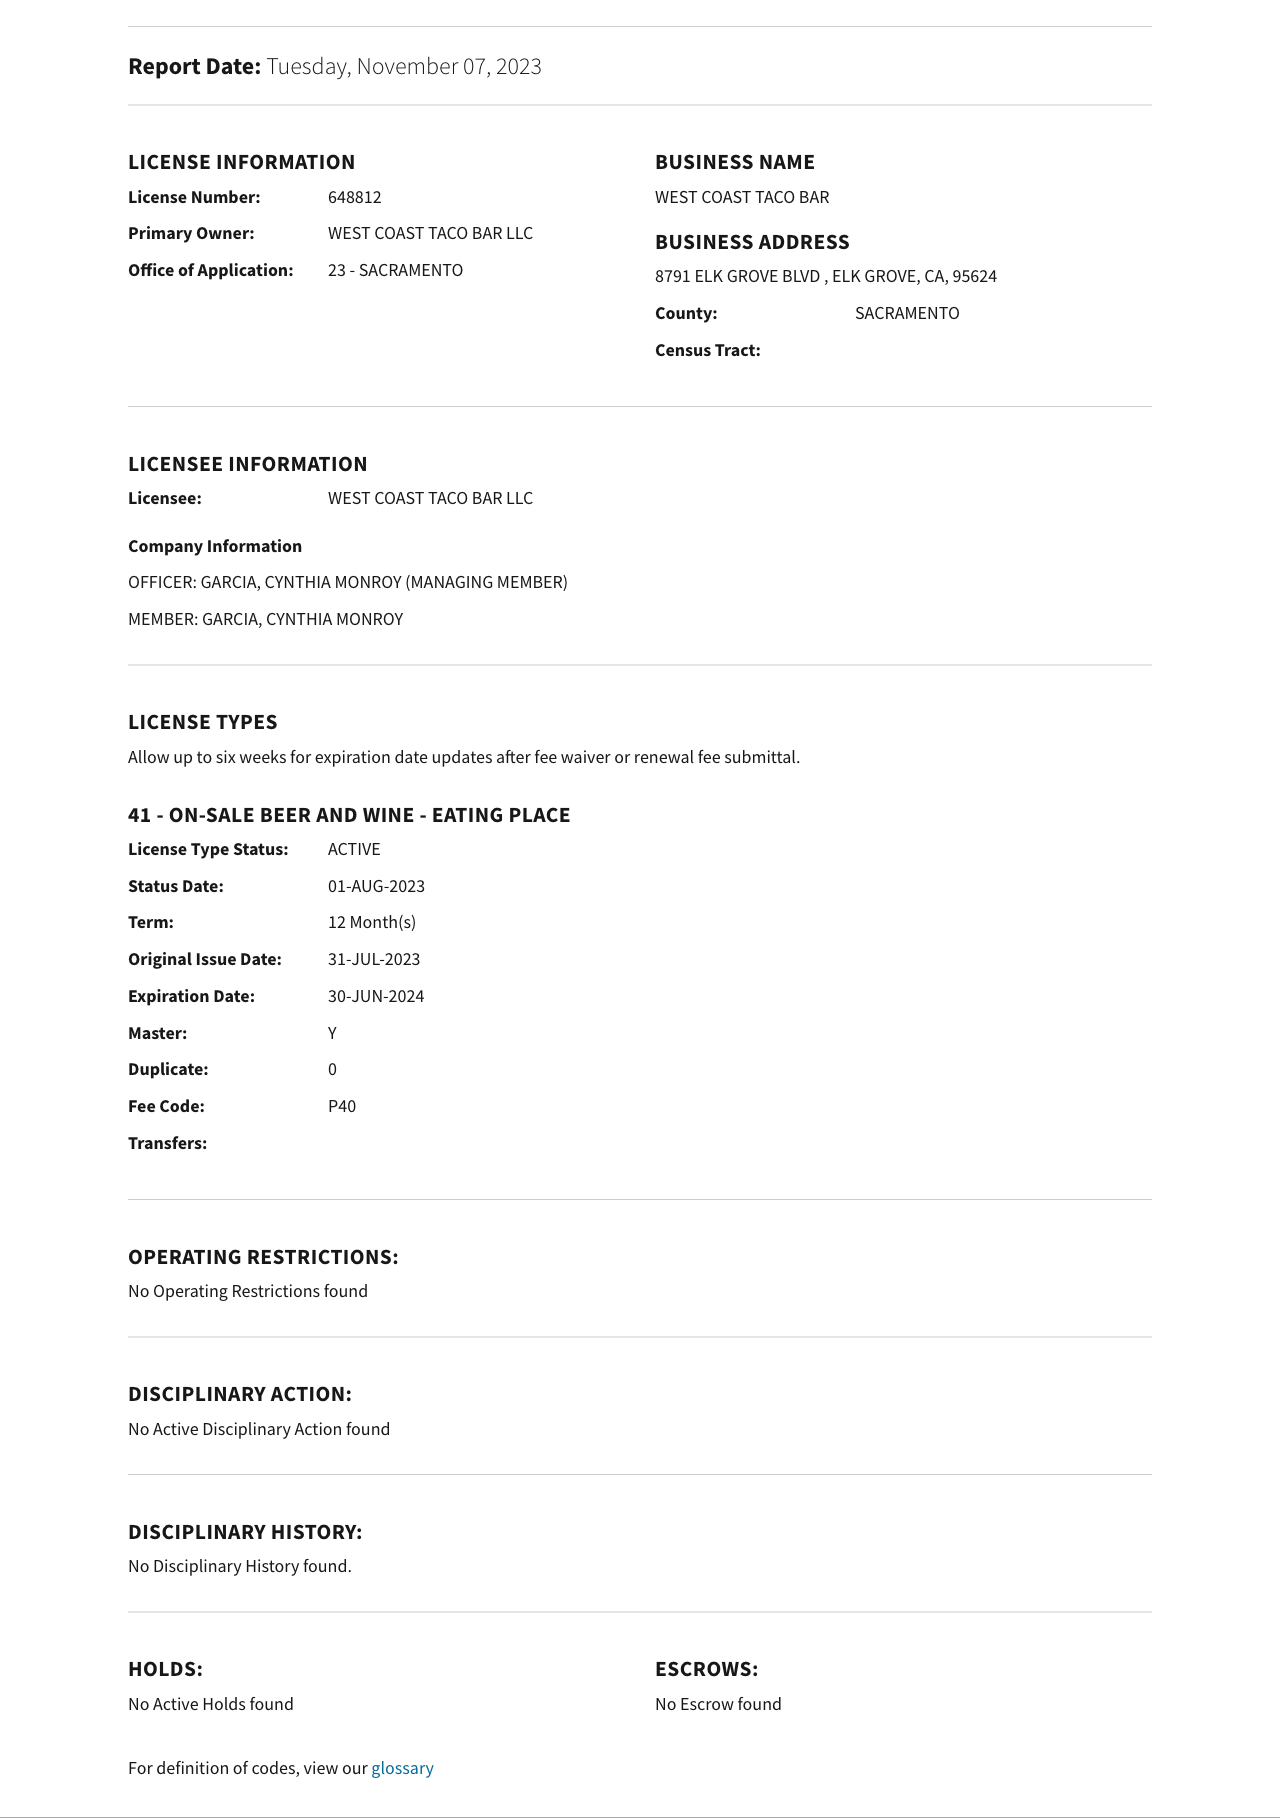 Report Date: Tuesday, November 07, 2023
LICENSE INFORMATION
License Number: 648812
Primary Owner: WEST COAST TACO BAR LLC
Office of Application: 23 - SACRAMENTO
BUSINESS NAME
WEST COAST TACO BAR
BUSINESS ADDRESS
8791 ELK GROVE BLVD , ELK GROVE, CA, 95624
County: SACRAMENTO
Census Tract:
LICENSEE INFORMATION
Licensee: WEST COAST TACO BAR LLC
Company Information
OFFICER: GARCIA, CYNTHIA MONROY (MANAGING MEMBER)
MEMBER: GARCIA, CYNTHIA MONROY
LICENSE TYPES
Allow up to six weeks for expiration date updates after fee waiver or renewal fee submittal.
41 - ON-SALE BEER AND WINE - EATING PLACE
License Type Status: ACTIVE
Status Date: 01-AUG-2023
Term: 12 Month(s)
Original Issue Date: 31-JUL-2023
Expiration Date: 30-JUN-2024
Master: Y
Duplicate: 0
Fee Code: P40
Transfers:
OPERATING RESTRICTIONS:
No Operating Restrictions found
DISCIPLINARY ACTION:
No Active Disciplinary Action found
DISCIPLINARY HISTORY:
No Disciplinary History found.
HOLDS:
No Active Holds found
ESCROWS:
No Escrow found
For definition of codes, view our glossary